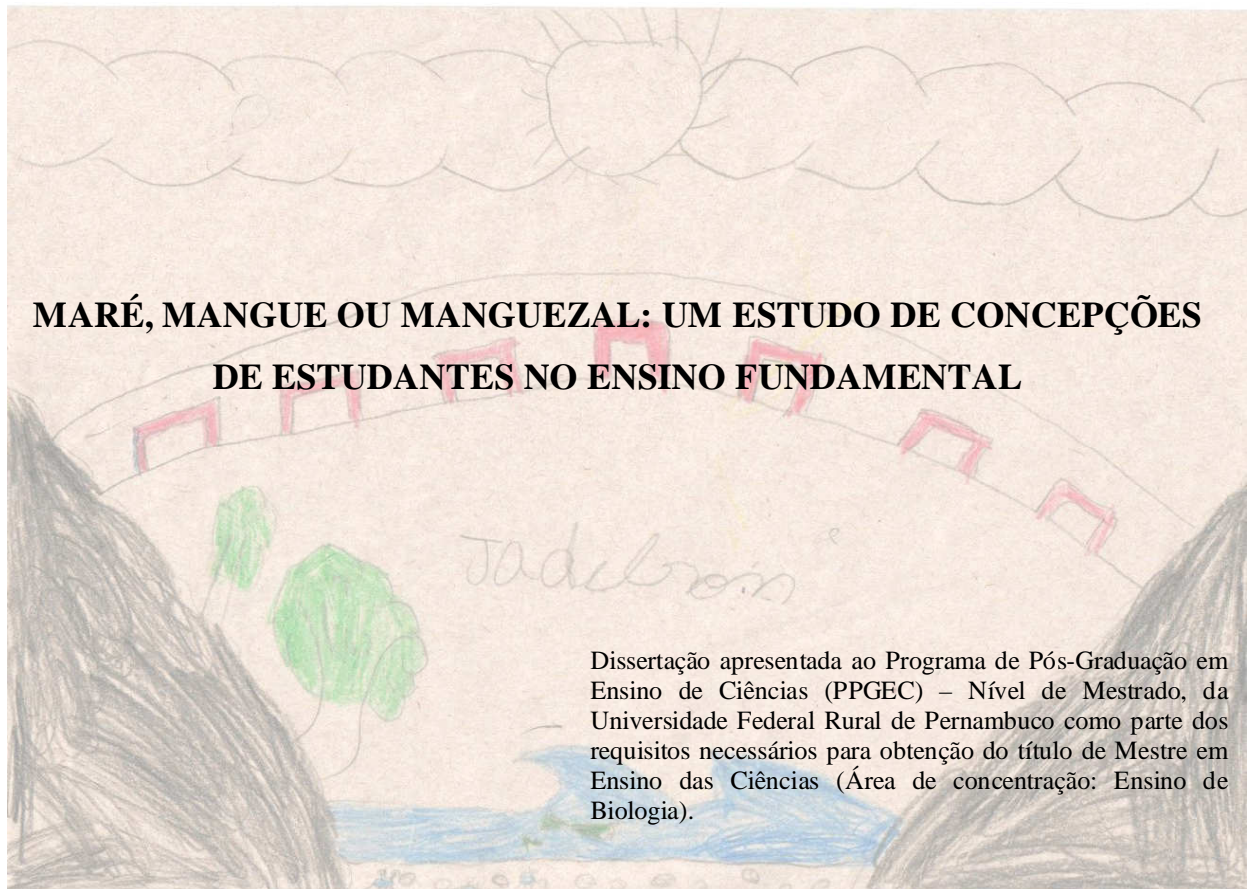 MARÉ, MANGUE OU MANGUEZAL: UM ESTUDO DE CONCEPÇÕES
DE ESTUDANTES NO ENSINO FUNDAMENTAL
Dissertação apresentada ao Programa de Pós-Graduação em
Ensino de Ciências (PPGEC) – Nível de Mestrado, da
Universidade Federal Rural de Pernambuco como parte dos
requisitos necessários para obtenção do título de Mestre em
Ensino das Ciências (Área de concentração: Ensino de
Biologia).